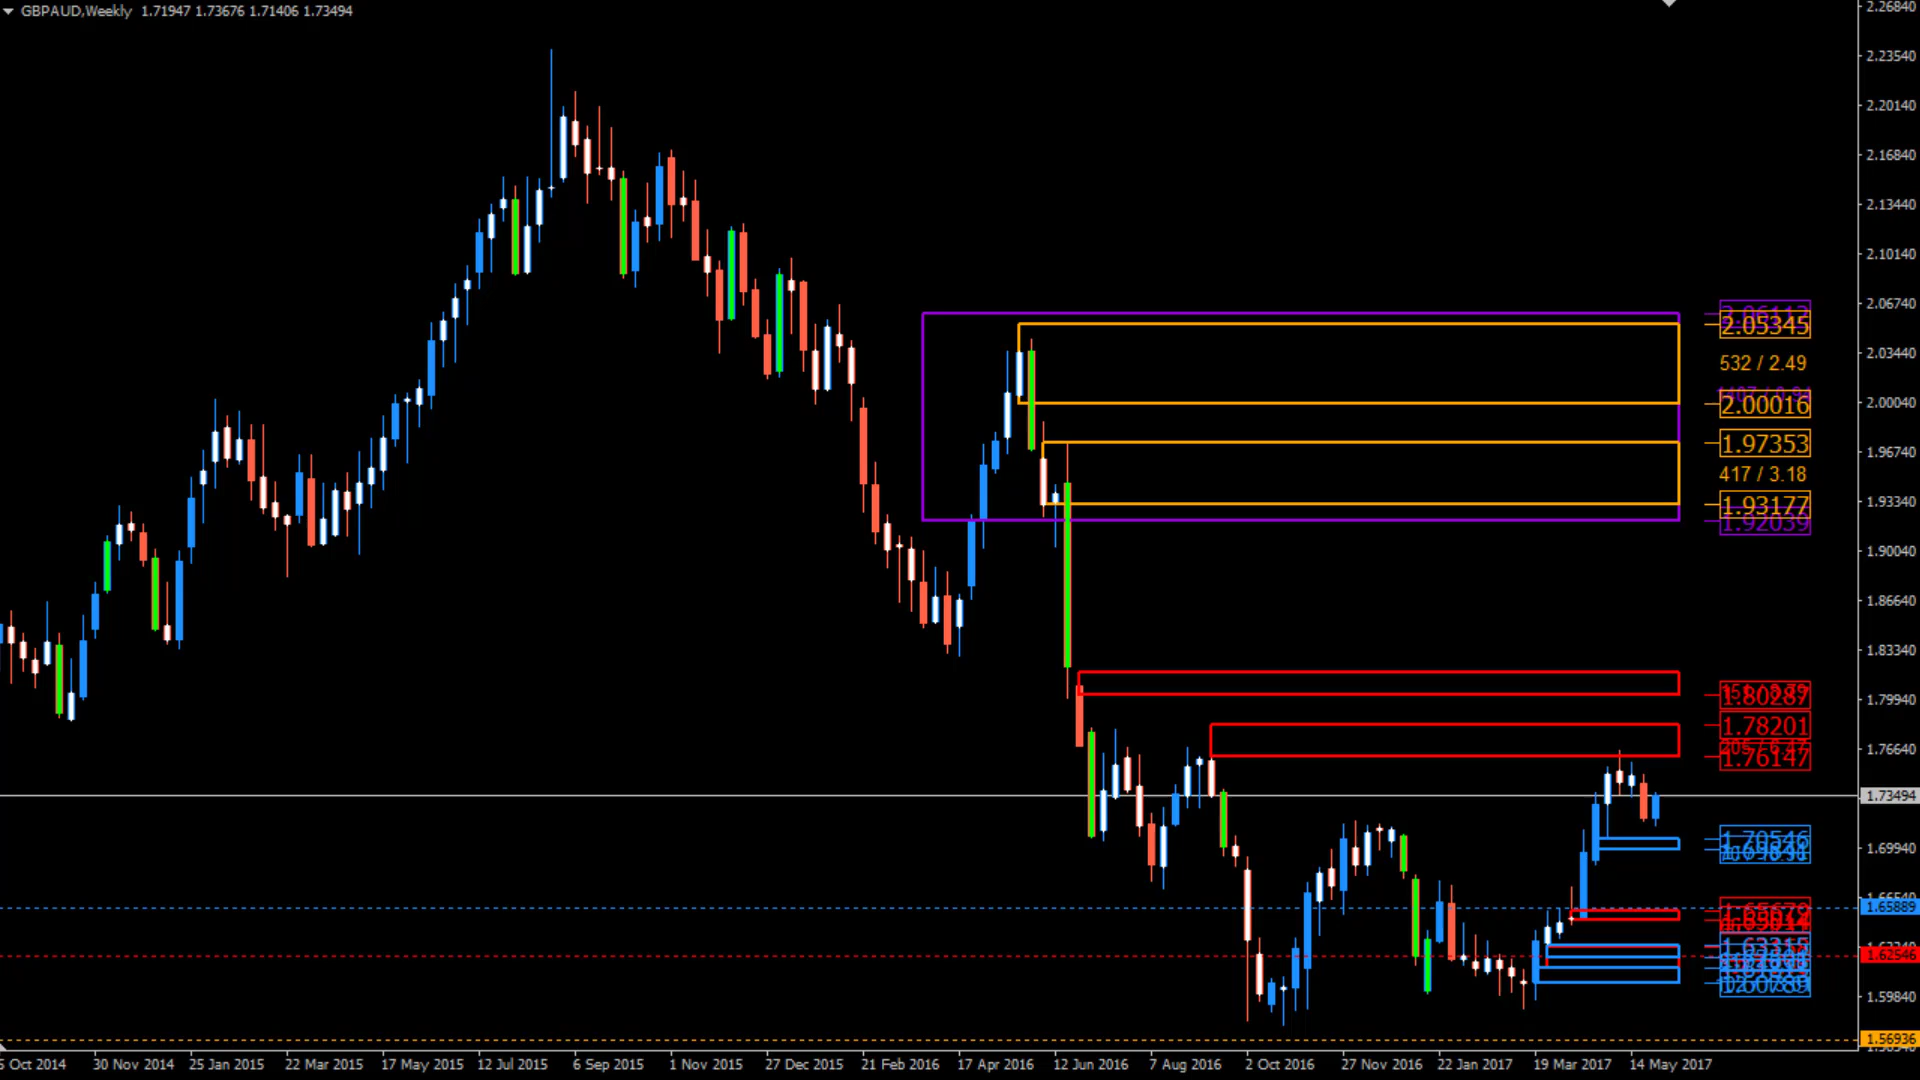 GBPAUD,Weekly 1.71947 1.73676 1.71406 1.73494
2.26840
2.23540
2.20140
2.16840
2.13440
2.10140
2.06740
2.03440
2.00040
1.96740
1.93340
1.90040
1.86640
1.83340
1.79940
1.76640
1.73494
1.69940
1.65889
1.62546
1.59840
1.56936
2.05345
532 / 2.49
2.00016
1.97353
417 / 3.18
1.93177
1.92039
1.80287
1.78201
1.76147
1.70546
1.63315
30 Nov 2014
25 Jan 2015
22 Mar 2015
17 May 2015
12 Jul 2015
6 Sep 2015
1 Nov 2015
27 Dec 2015
21 Feb 2016
17 Apr 2016
12 Jun 2016
7 Aug 2016
2 Oct 2016
27 Nov 2016
22 Jan 2017
19 Mar 2017
14 May 2017